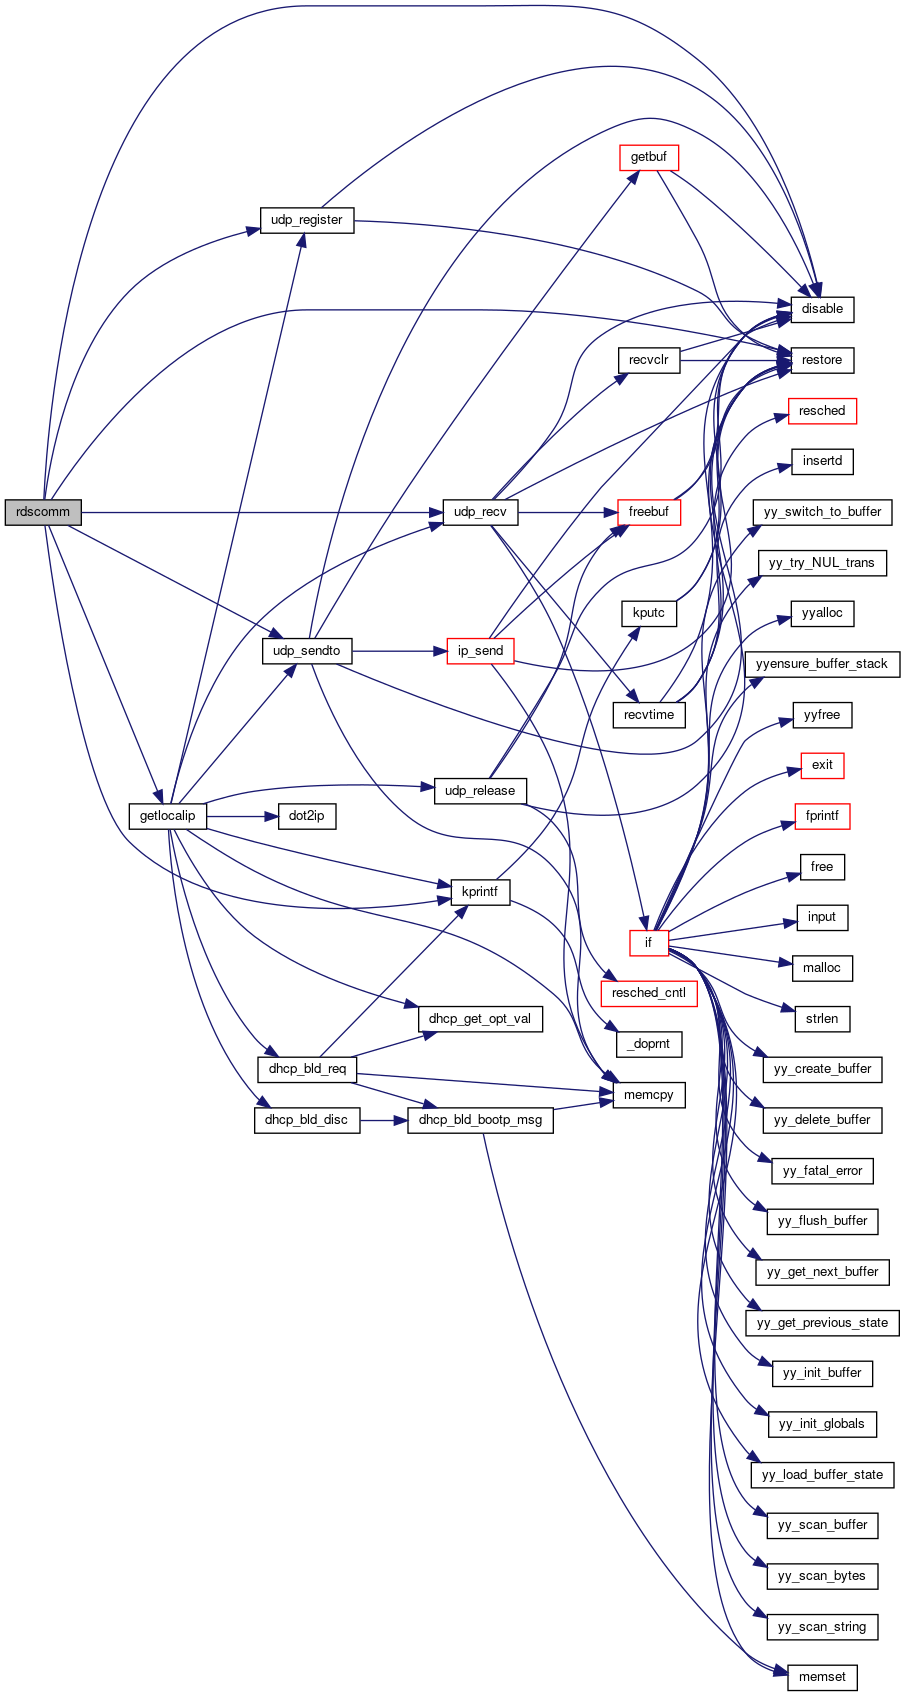 getbuf
udp_register
disable
recvclr
restore
resched
insertd
rdscomm
udp_recv
freebuf
yy_switch_to_buffer
yy_try_NUL_trans
kputc
yyalloc
udp_sendto
ip_send
yyensure_buffer_stack
recvtime
yyfree
exit
udp_release
getlocalip
dot2ip
fprintf
free
kprintf
input
if
malloc
resched_cntl
dhcp_get_opt_val
strlen
_doprnt
dhcp_bld_req
yy_create_buffer
memcpy
dhcp_bld_disc
dhcp_bld_bootp_msg
yy_delete_buffer
yy_fatal_error
yy_flush_buffer
yy_get_next_buffer
yy_get_previous_state
yy_init_buffer
yy_init_globals
yy_load_buffer_state
yy_scan_buffer
yy_scan_bytes
yy_scan_string
memset